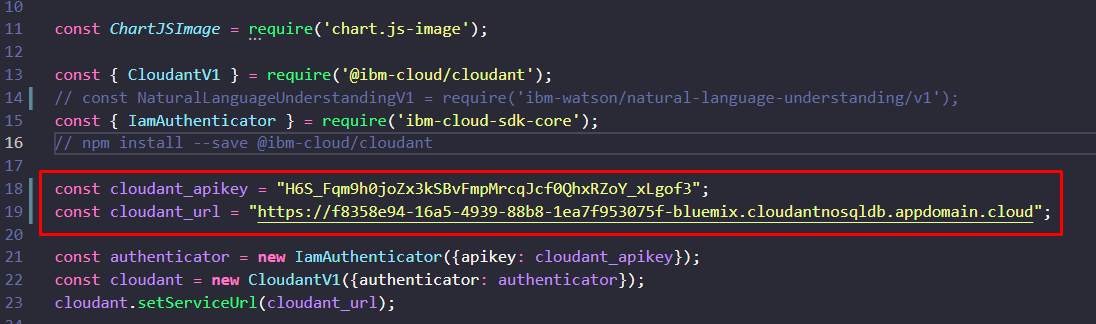 10
11 const ChartJSImage = require('chart.js-image');
12
13 const { CloudantV1 } = require('@ibm-cloud/cloudant');
14 // const NaturalLanguageUnderstandingV1 = require('ibm-watson/natural-language-understanding/v1');
15 const { IamAuthenticator } = require('ibm-cloud-sdk-core');
16 // npm install --save @ibm-cloud/cloudant
17
18 const cloudant_apikey = "H6S_Fqm9h0joZx3kSBvFmpMrcqJcf0QhxRZoY_xLgof3";
19 const cloudant_url = "https://f8358e94-16a5-4939-88b8-1ea7f953075f-bluemix.cloudantnosqldb.appdomain.cloud";
20
21 const authenticator = new IamAuthenticator({apikey: cloudant_apikey});
22 const cloudant = new CloudantV1({authenticator: authenticator});
23 cloudant.setServiceUrl(cloudant_url);